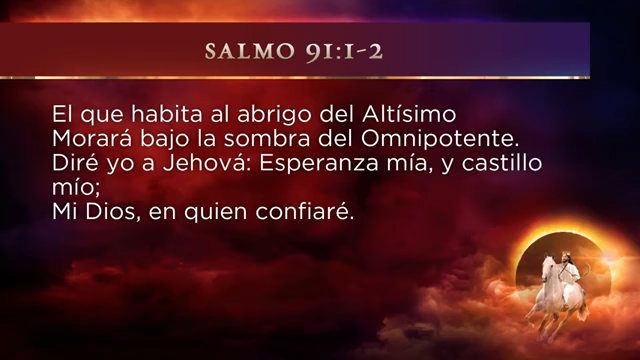 SALMO 91:1-2
El que habita al abrigo del Altísimo
Morará bajo la sombra del Omnipotente.
Diré yo a Jehová: Esperanza mía, y castillo
mío;
Mi Dios, en quien confiaré.